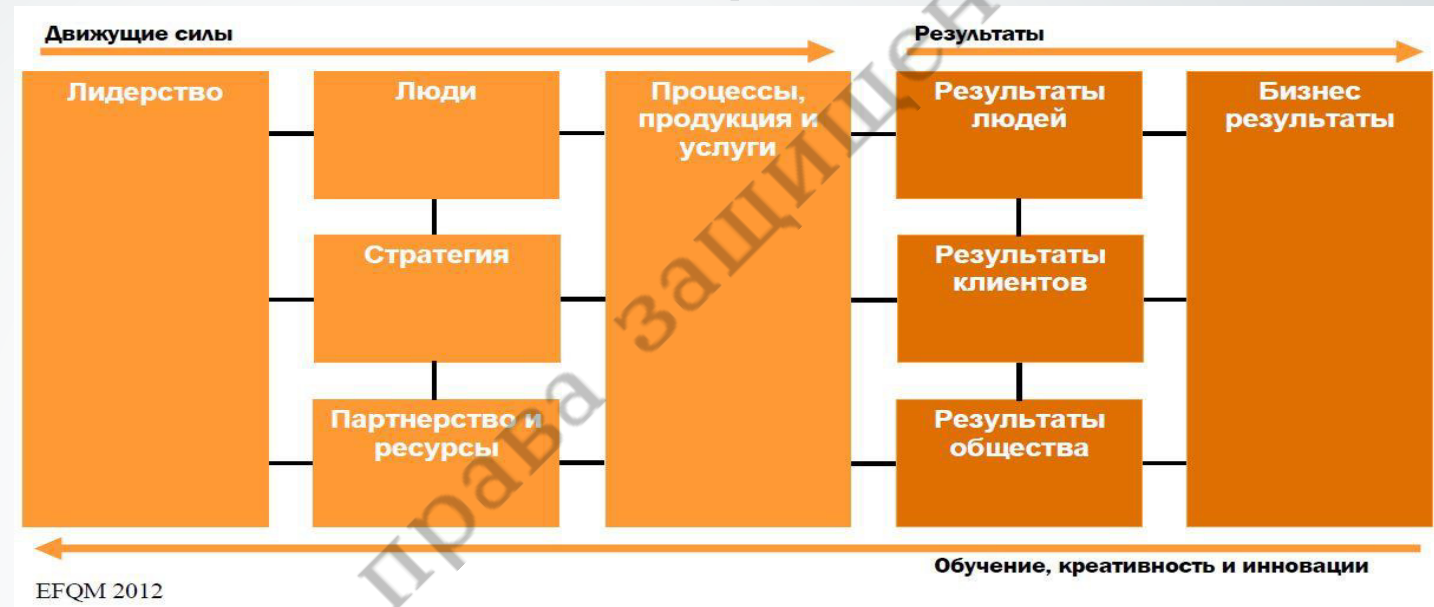 Движущие силы
Результаты
Лидерство
Люди
Процессы,
продукция и
услуги
Результаты
людей
Бизнес
результаты
Стратегия
Результаты
клиентов
Партнерство и
ресурсы
Результаты
общества
Обучение, креативность и инновации
EFQM 2012
права защищен